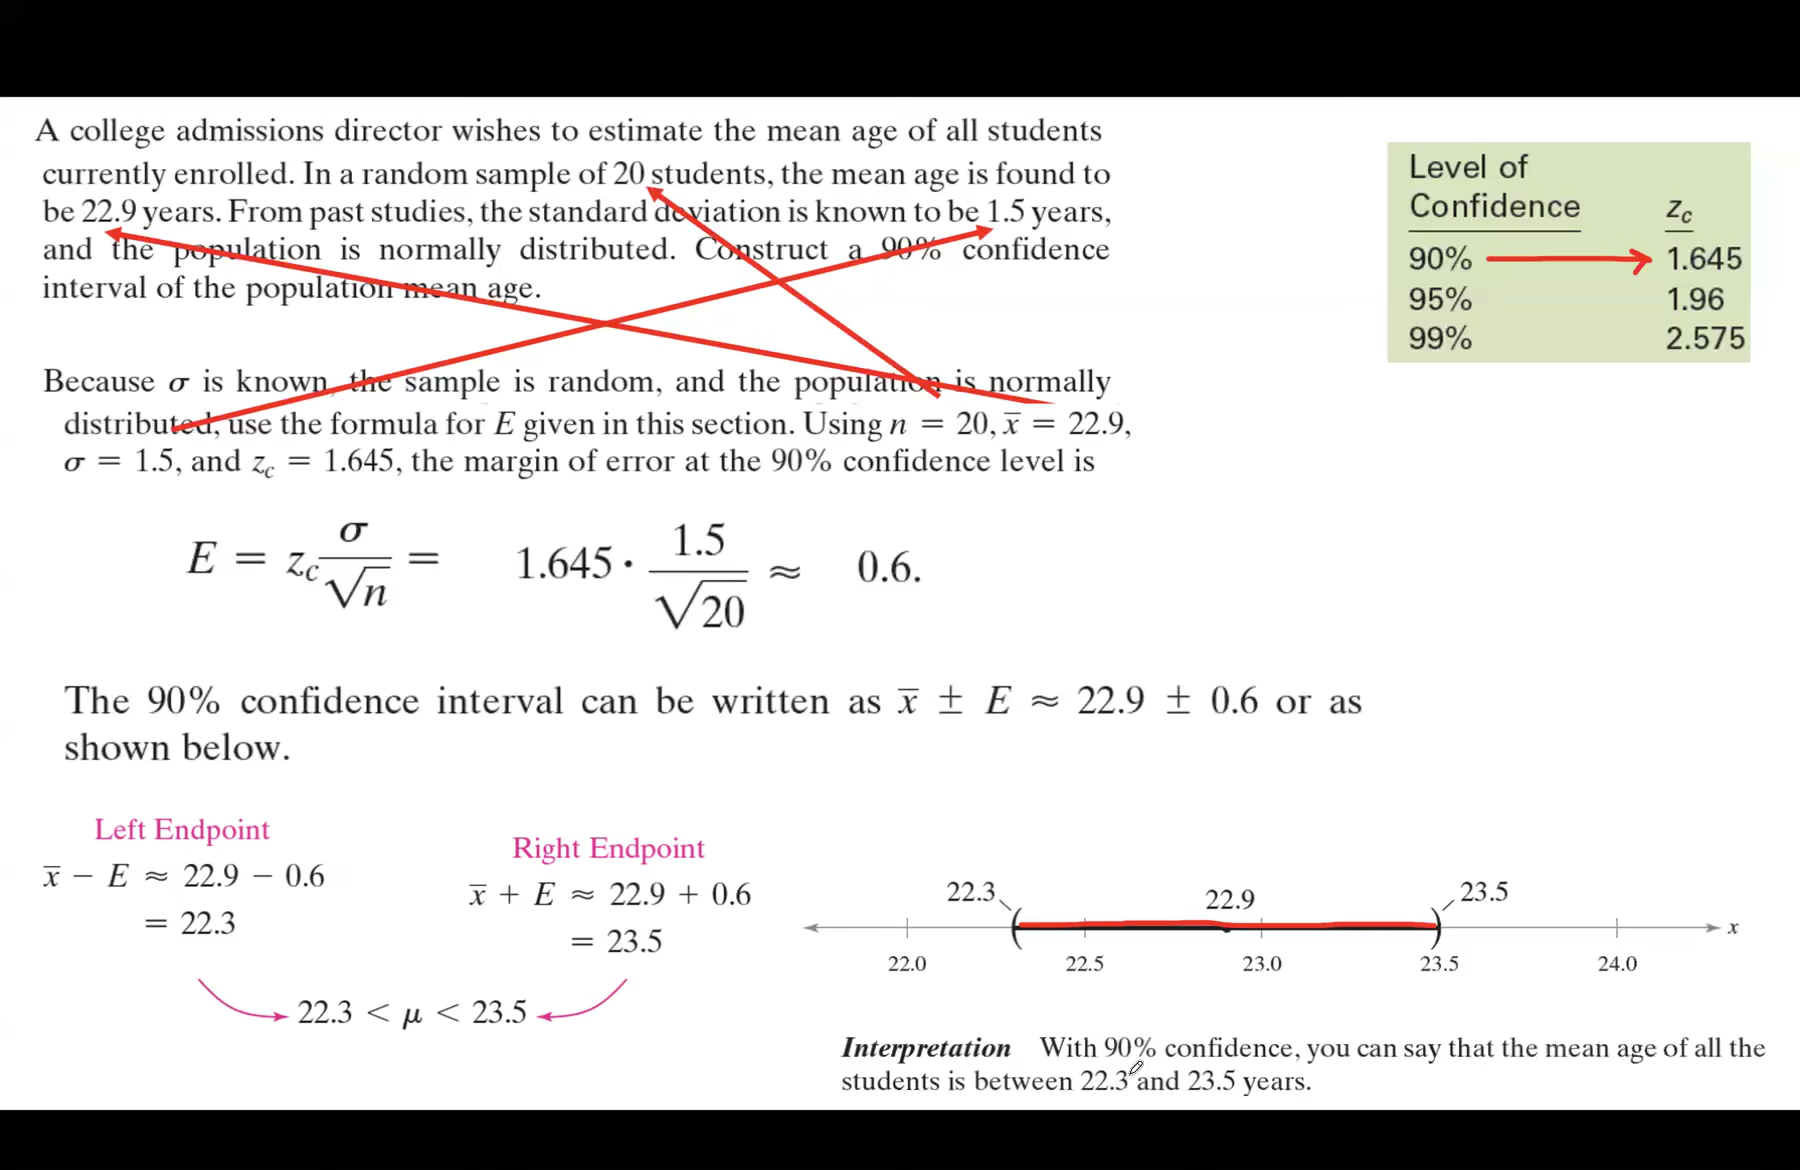 A college admissions director wishes to estimate the mean age of all students
currently enrolled. In a random sample of 20 students, the mean age is found to
be 22.9 years. From past studies, the standard deviation is known to be 1.5 years,
and the population is normally distributed. Construct a 90% confidence
interval of the population mean age.
Level of
Confidence z_c
90% 1.645
95% 1.96
99% 2.575
Because σ is known, the sample is random, and the population is normally
distributed, use the formula for E given in this section. Using n = 20, x̄ = 22.9,
σ = 1.5, and z_c = 1.645, the margin of error at the 90% confidence level is
E = z_c σ/√n = 1.645 · 1.5/√20 ≈ 0.6.
The 90% confidence interval can be written as x̄ ± E ≈ 22.9 ± 0.6 or as
shown below.
Left Endpoint
x̄ − E ≈ 22.9 − 0.6
= 22.3
Right Endpoint
x̄ + E ≈ 22.9 + 0.6
= 23.5
22.3 < μ < 23.5
22.3 22.9 23.5
x
22.0 22.5 23.0 23.5 24.0
Interpretation With 90% confidence, you can say that the mean age of all the
students is between 22.3 and 23.5 years.